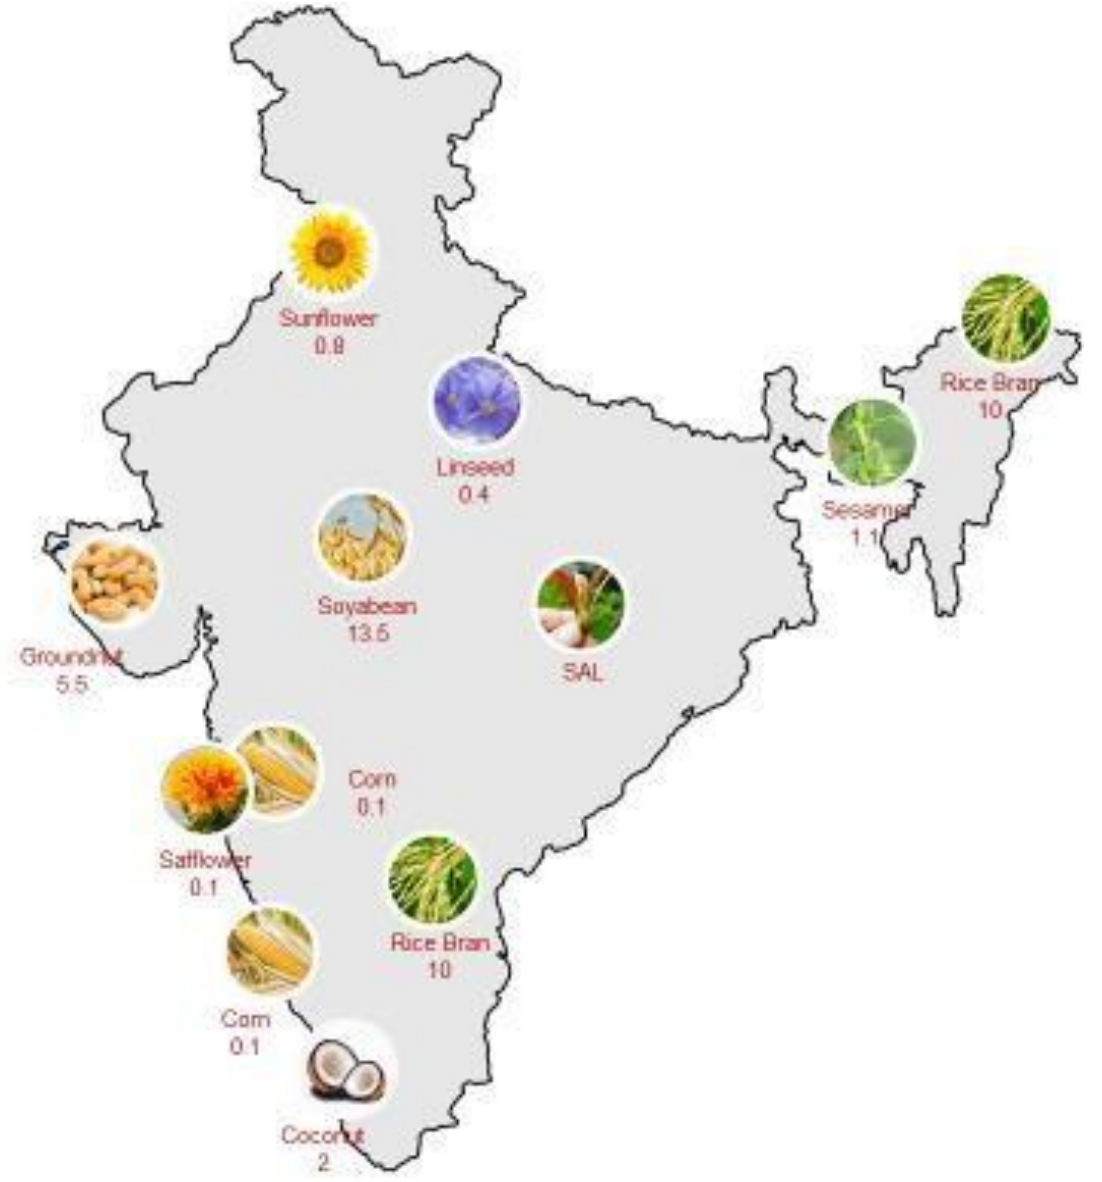 Sunflower
0.8
Rice Bran
10
Linseed
0.4
Sesame
1.1
Soyabean
13.5
Groundnut
5.5
SAL
Corn
0.1
Safflower
0.1
Rice Bran
10
Corn
0.1
Coconut
2